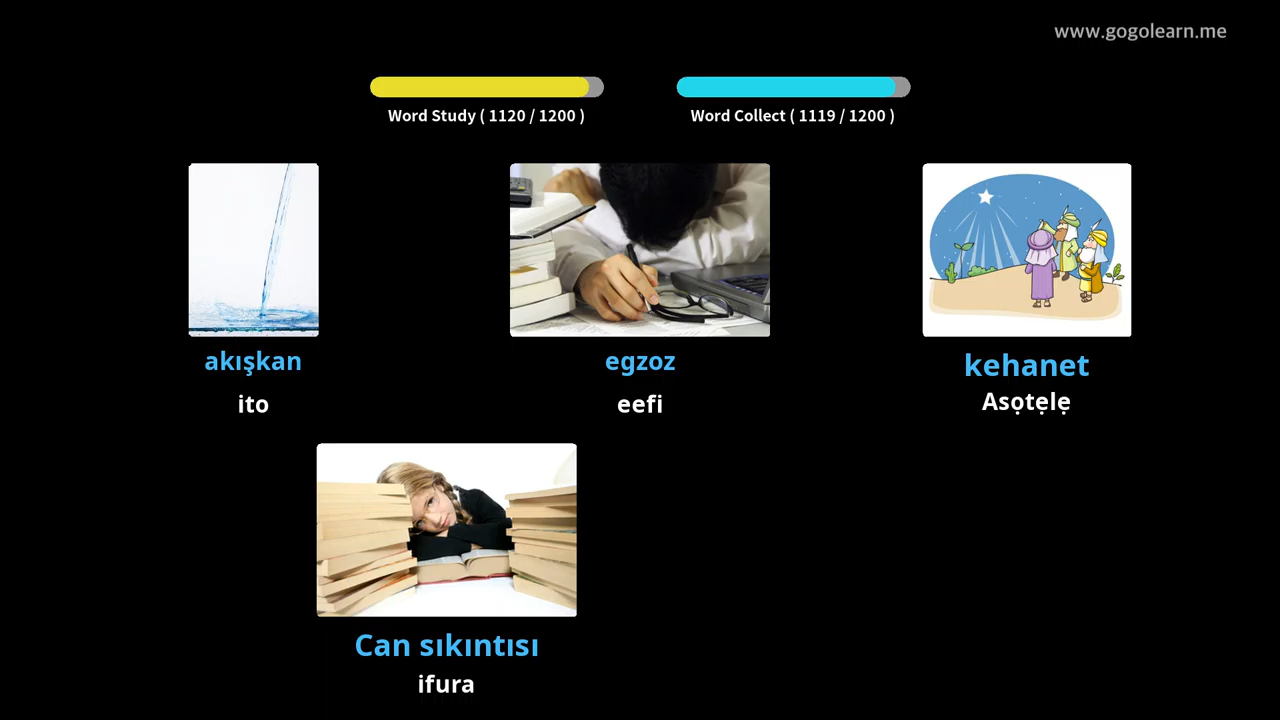 www.gogolearn.me
Word Study ( 1120 / 1200 )
Word Collect ( 1119 / 1200 )
akışkan
egzoz
kehanet
ito
eefi
Asọtẹlẹ
Can sıkıntısı
ifura